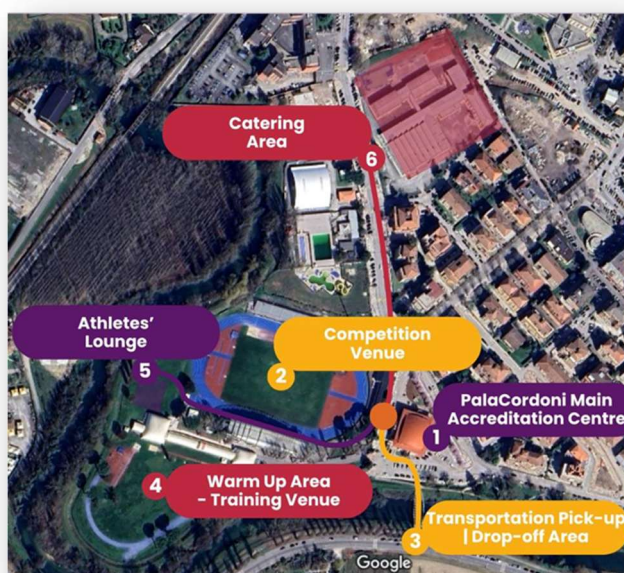 Catering
Area
6
Athletes'
Lounge
5
Competition
Venue
2
PalaCordoni Main
Accreditation Centre
1
4
Warm Up Area
- Training Venue
Transportation Pick-up
| Drop-off Area
3
Google